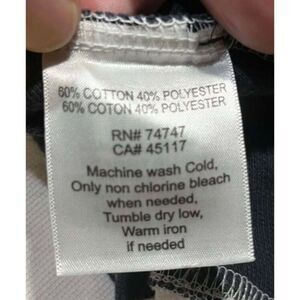 60% COTTON 40% POLYESTER
60% COTON 40% POLYESTER
RN# 74747
CA# 45117
Machine wash Cold,
Only non chlorine bleach
when needed,
Tumble dry low,
Warm iron
if needed